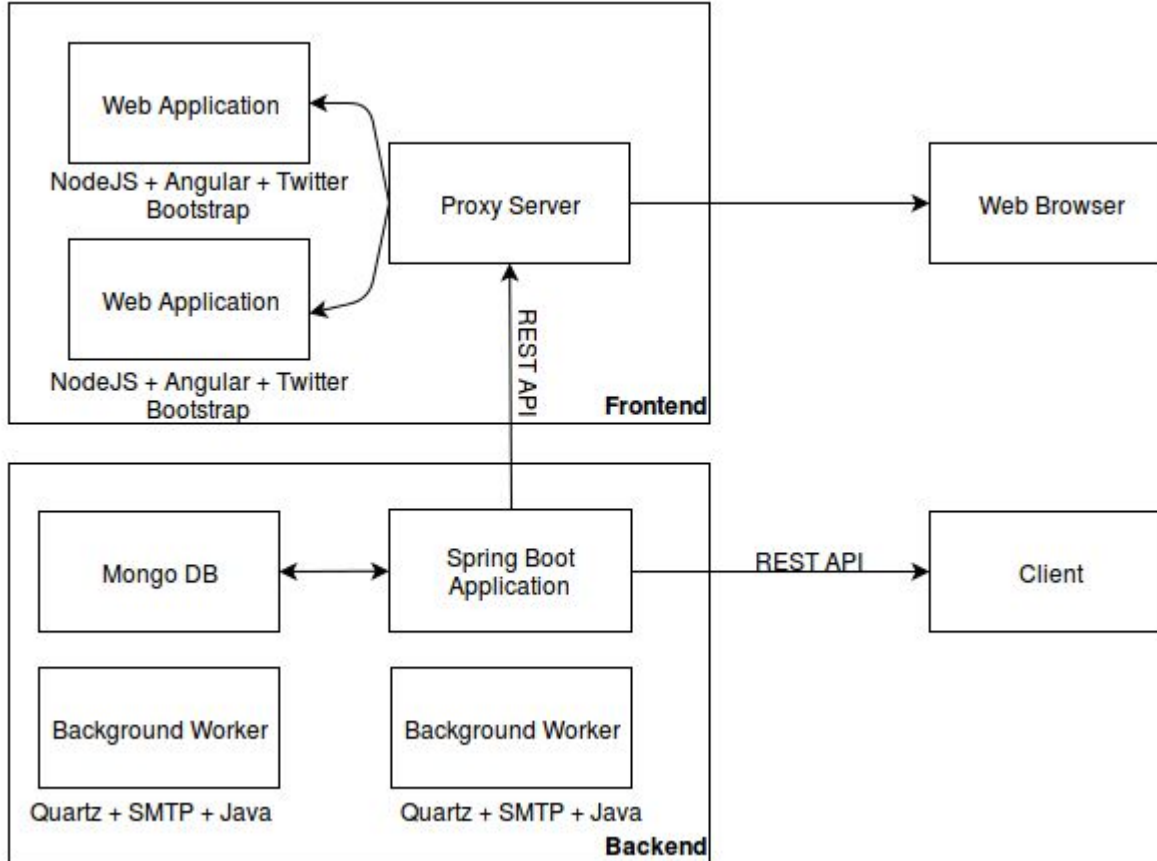 Web Application
NodeJS + Angular + Twitter
Bootstrap
Web Application
NodeJS + Angular + Twitter
Bootstrap
Proxy Server
Web Browser
REST API
Frontend
Mongo DB
Spring Boot
Application
REST API
Client
Background Worker
Quartz + SMTP + Java
Background Worker
Quartz + SMTP + Java
Backend